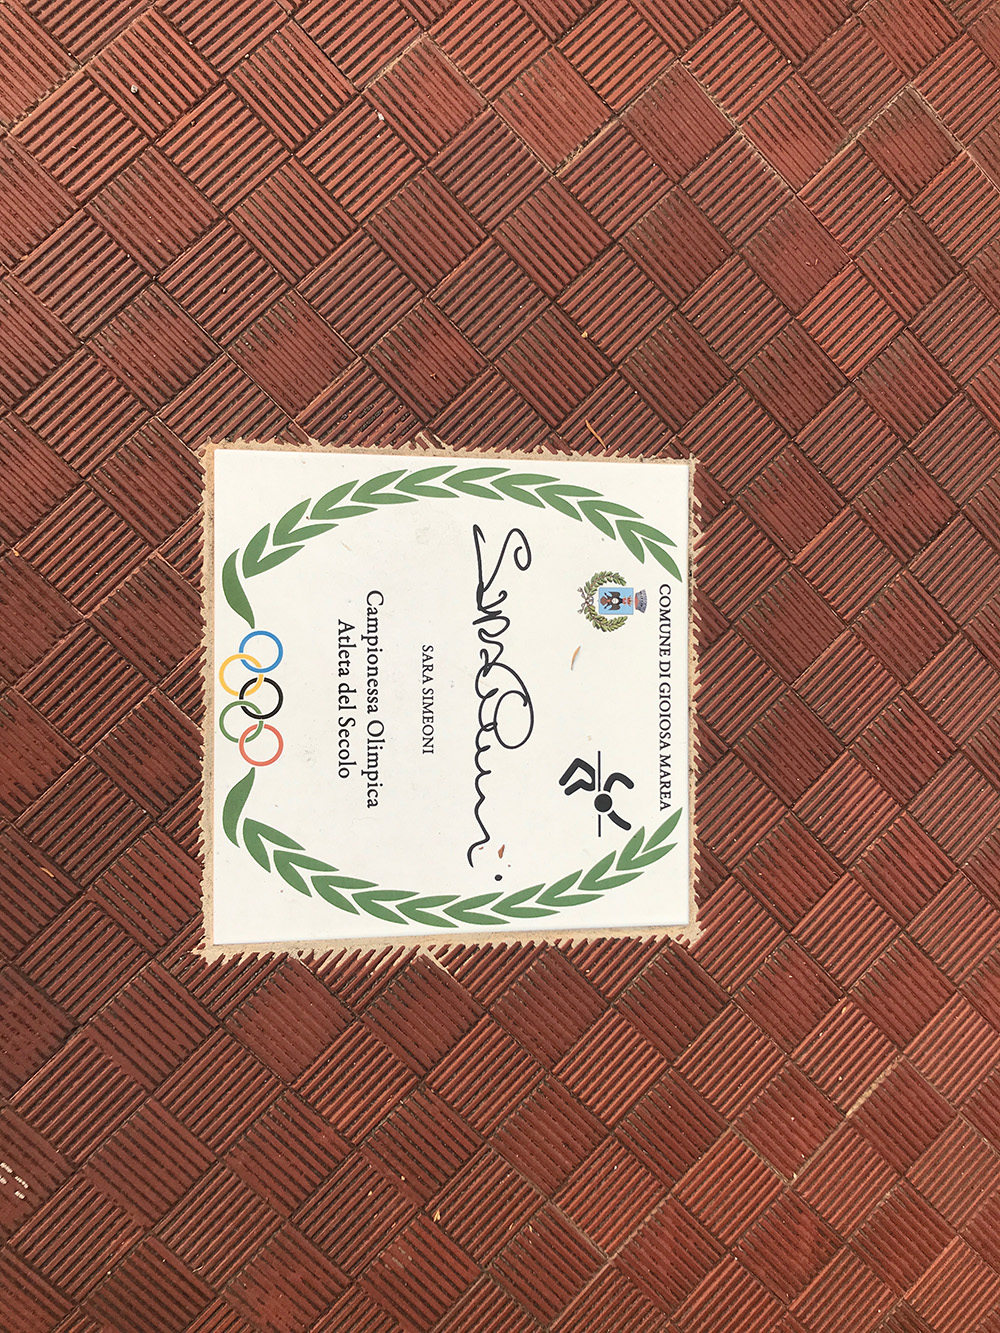 COMUNE DI GIOIOSA MAREA
Sara Simeoni
SARA SIMEONI
Campionessa Olimpica
Atleta del Secolo